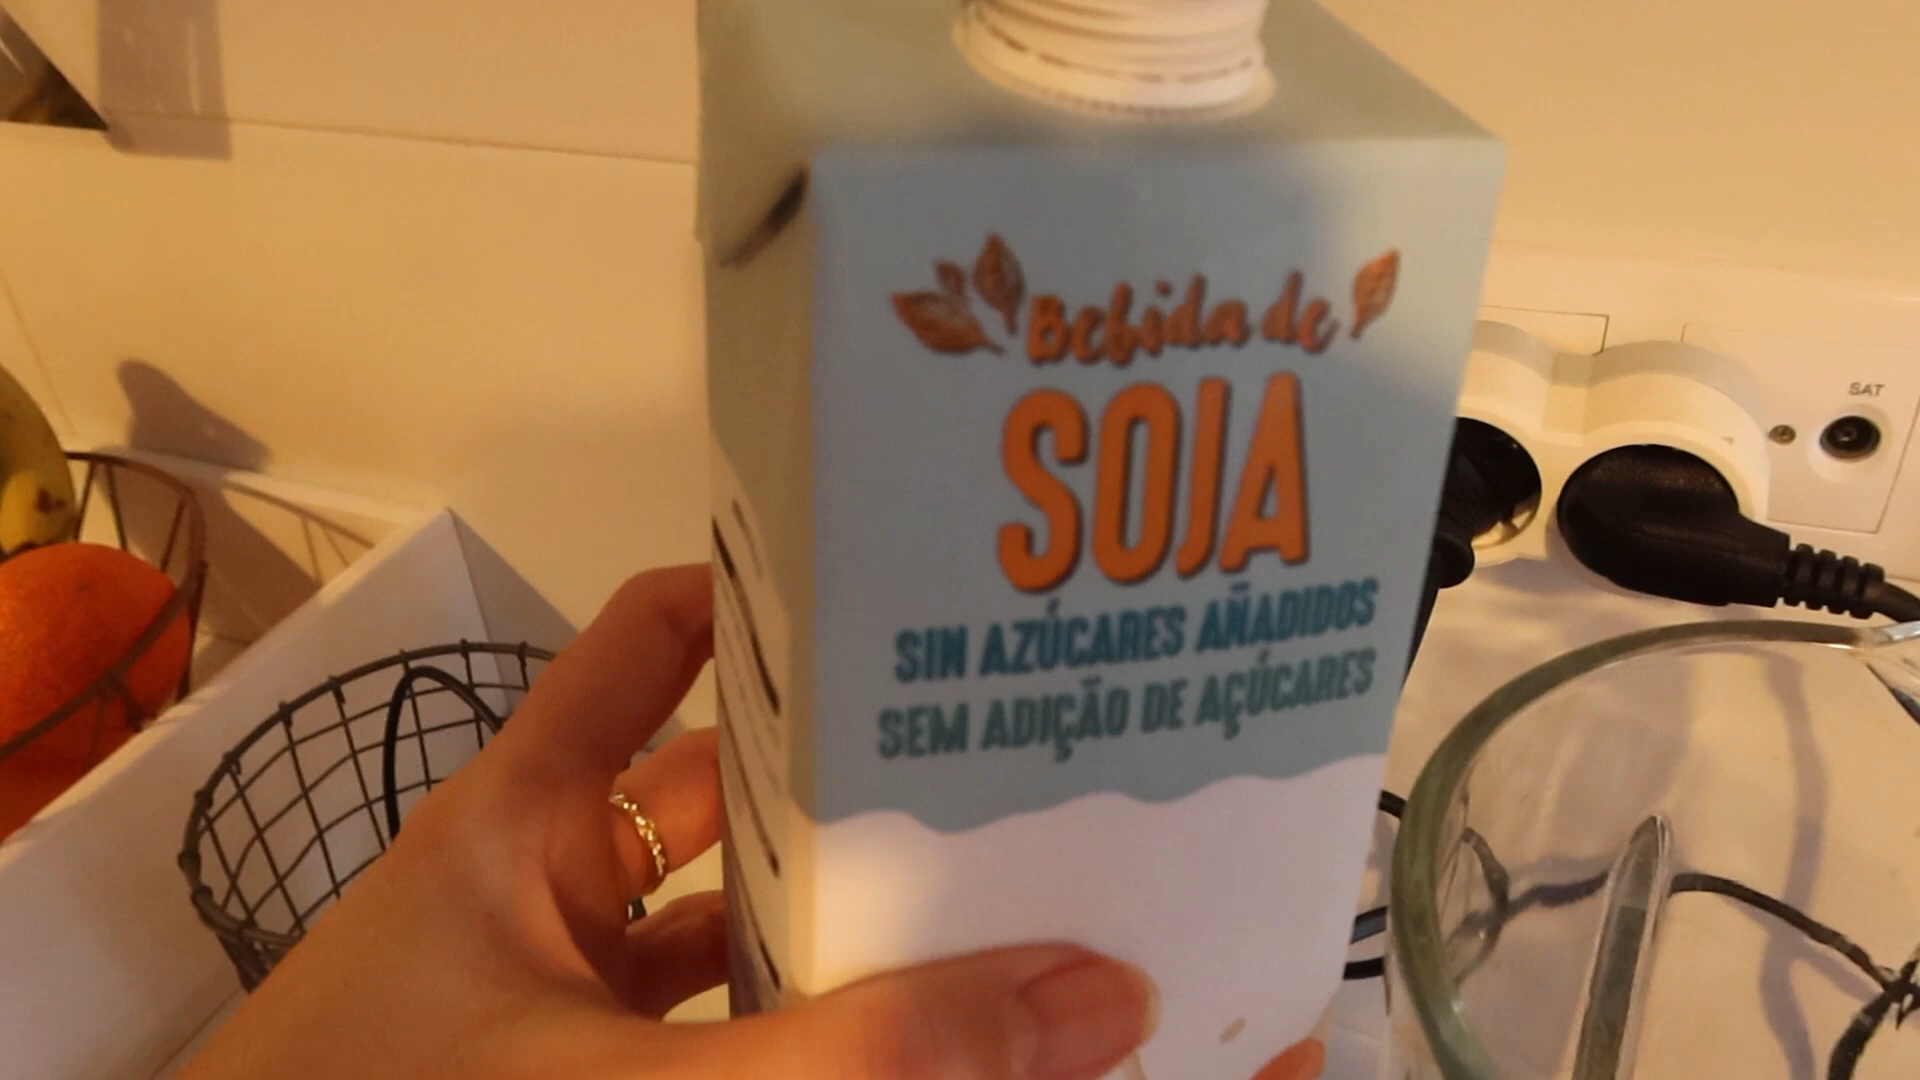 Bebida de
SOJA
SIN AZÚCARES AÑADIDOS
SEM ADIÇÃO DE AÇÚCARES
SAT